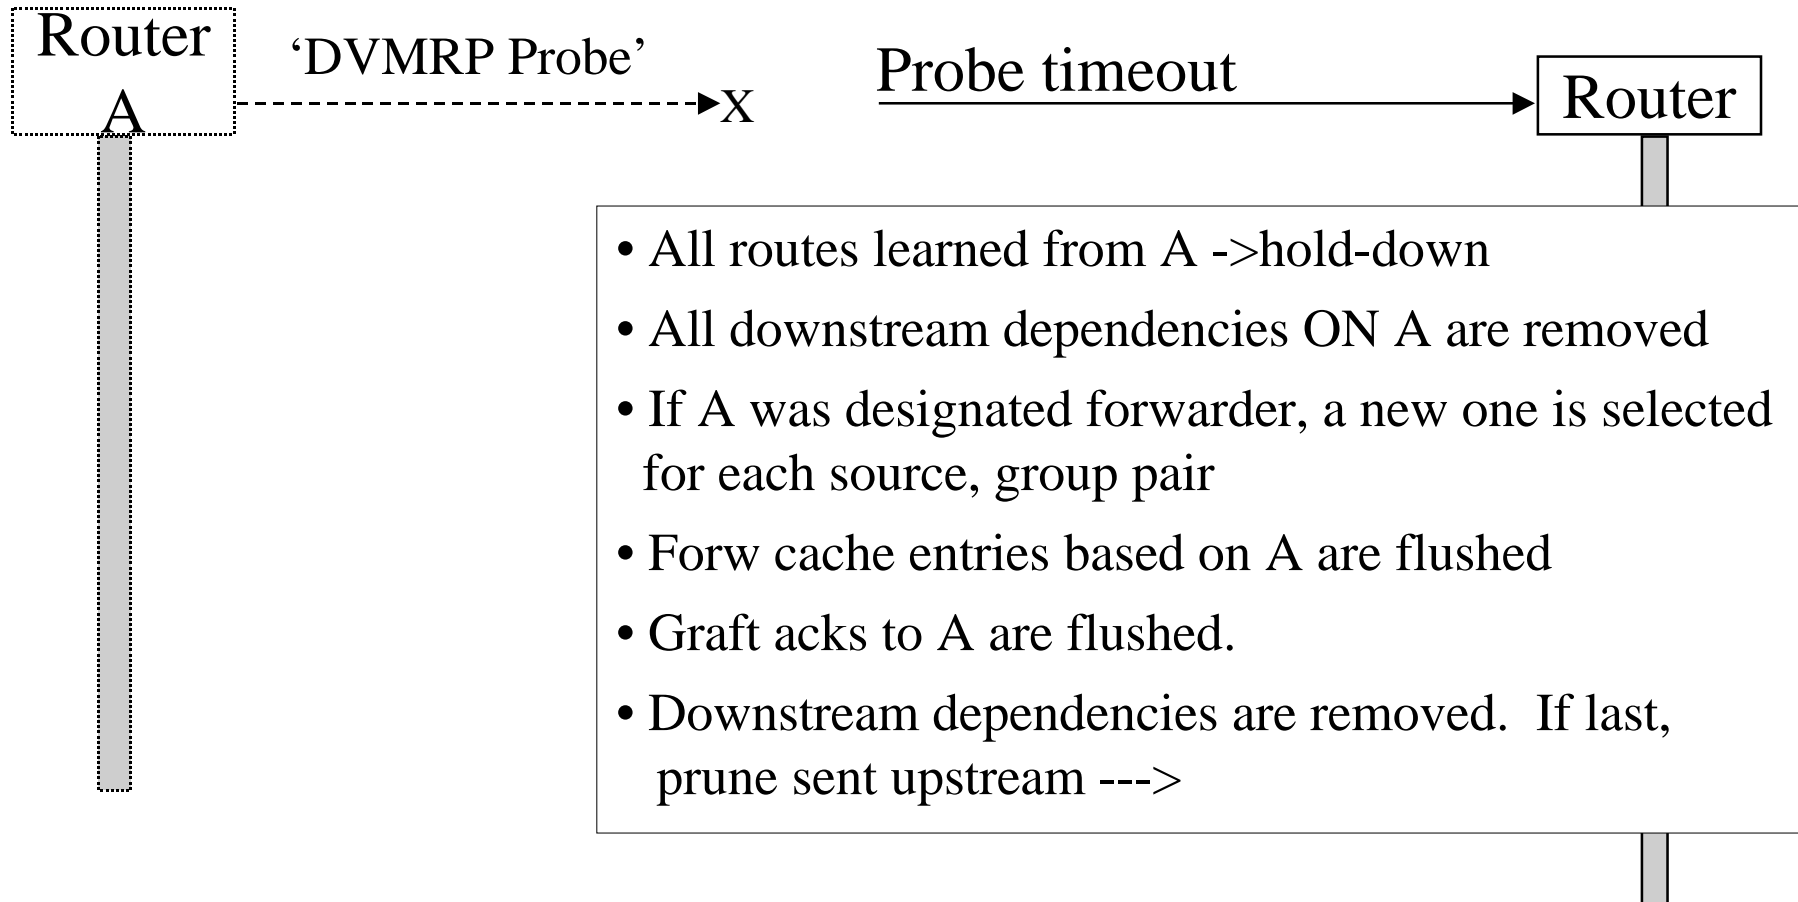 Router
A
‘DVMRP Probe’
X
Probe timeout
Router
• All routes learned from A ->hold-down
• All downstream dependencies ON A are removed
• If A was designated forwarder, a new one is selected
for each source, group pair
• Forw cache entries based on A are flushed
• Graft acks to A are flushed.
• Downstream dependencies are removed.  If last,
prune sent upstream --->